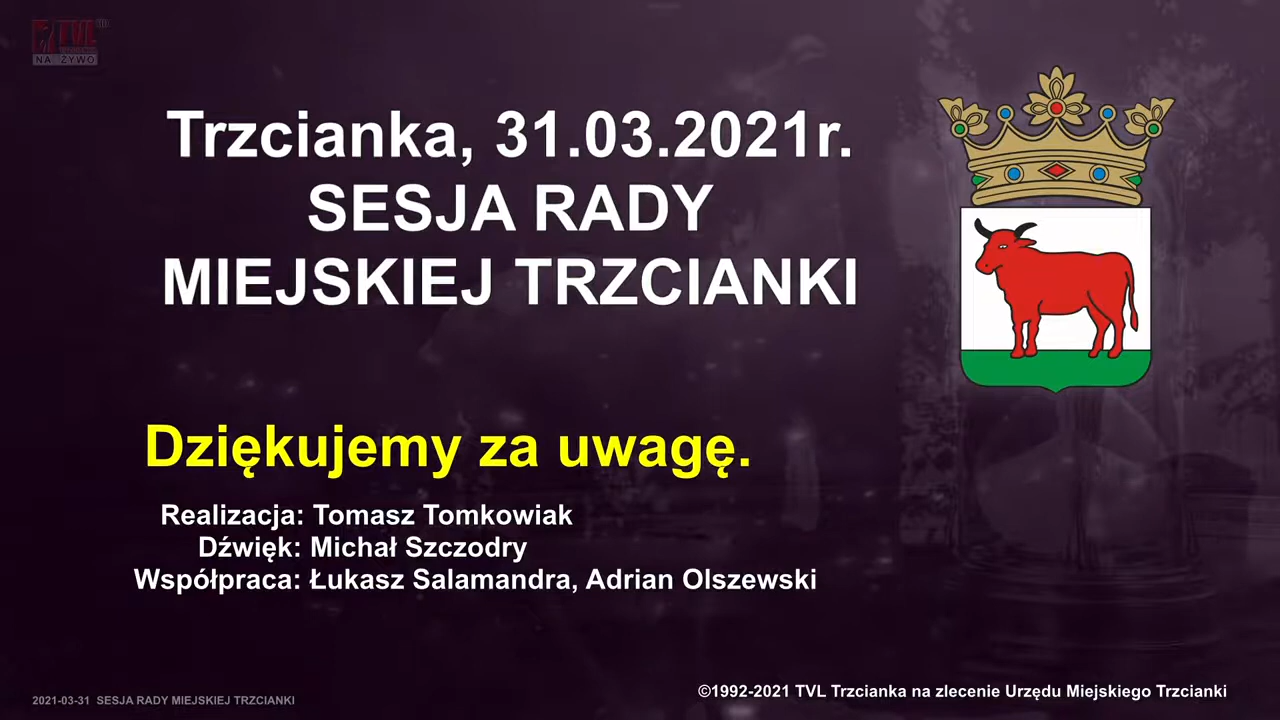 TVL
NA ŻYWO
Trzcianka, 31.03.2021r.
SESJA RADY
MIEJSKIEJ TRZCIANKI
Dziękujemy za uwagę.
Realizacja: Tomasz Tomkowiak
Dźwięk: Michał Szczodry
Współpraca: Łukasz Salamandra, Adrian Olszewski
2021-03-31 SESJA RADY MIEJSKIEJ TRZCIANKI
©1992-2021 TVL Trzcianka na zlecenie Urzędu Miejskiego Trzcianki